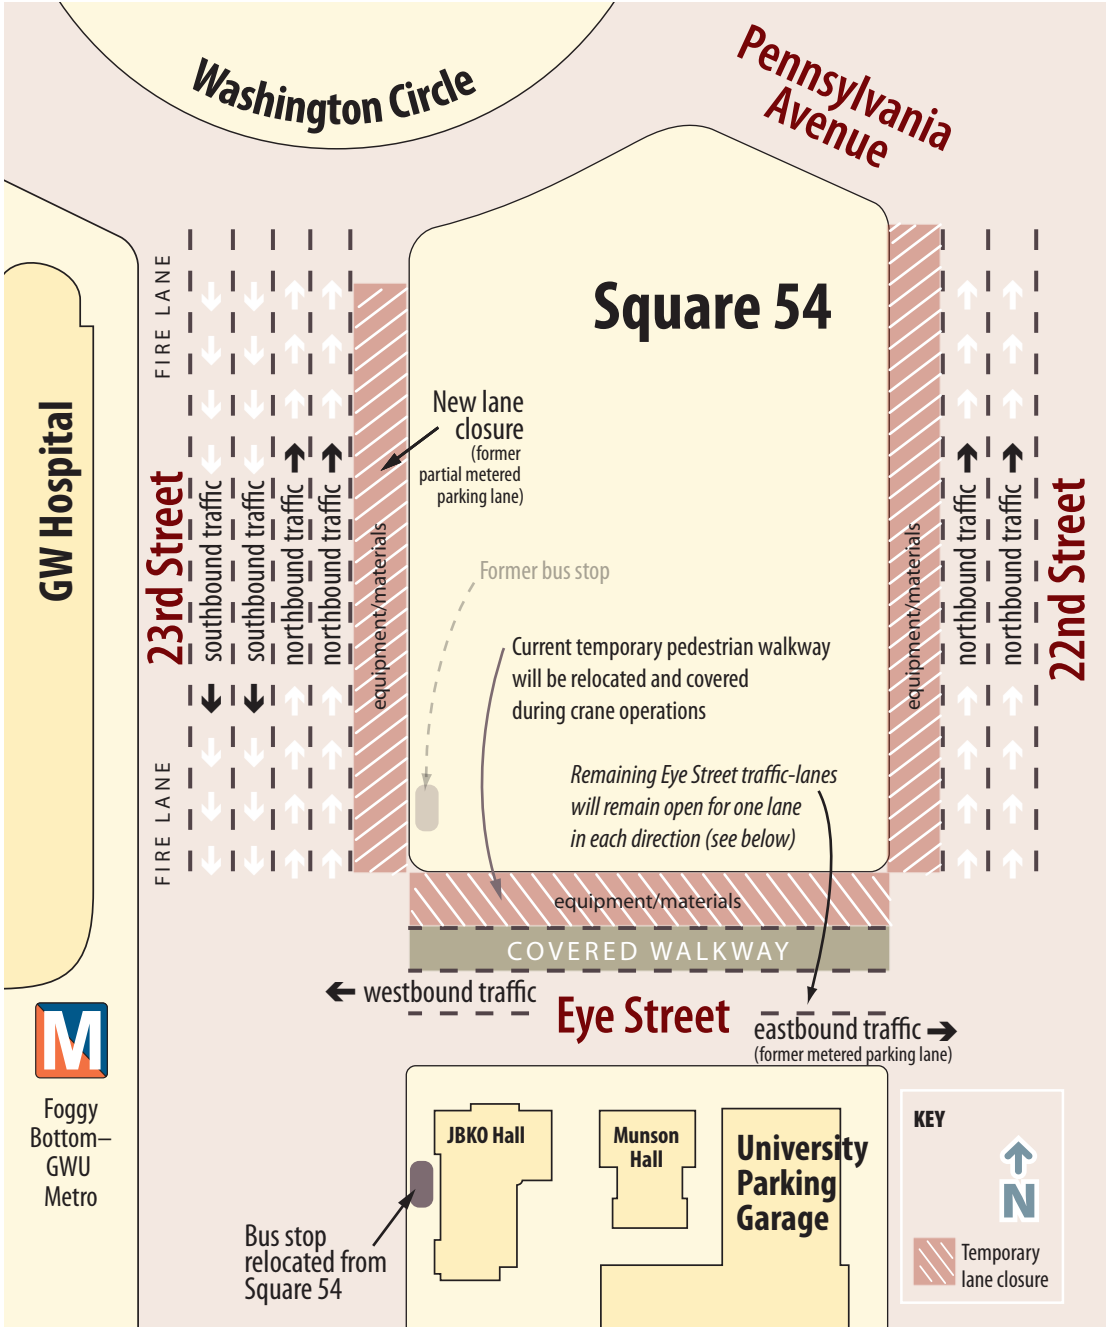 Washington Circle
Pennsylvania
Avenue
Square 54
FIRE LANE
GW Hospital
23rd Street
southbound traffic
southbound traffic
northbound traffic
northbound traffic
equipment/materials
New lane
closure
(former
partial metered
parking lane)
Former bus stop
Current temporary pedestrian walkway
will be relocated and covered
during crane operations
Remaining Eye Street traffic-lanes
will remain open for one lane
in each direction (see below)
equipment/materials
northbound traffic
northbound traffic
22nd Street
FIRE LANE
equipment/materials
COVERED WALKWAY
westbound traffic
Eye Street
eastbound traffic
(former metered parking lane)
M
Foggy
Bottom–
GWU
Metro
JBKO Hall
Munson
Hall
University
Parking
Garage
Bus stop
relocated from
Square 54
KEY
N
Temporary
lane closure